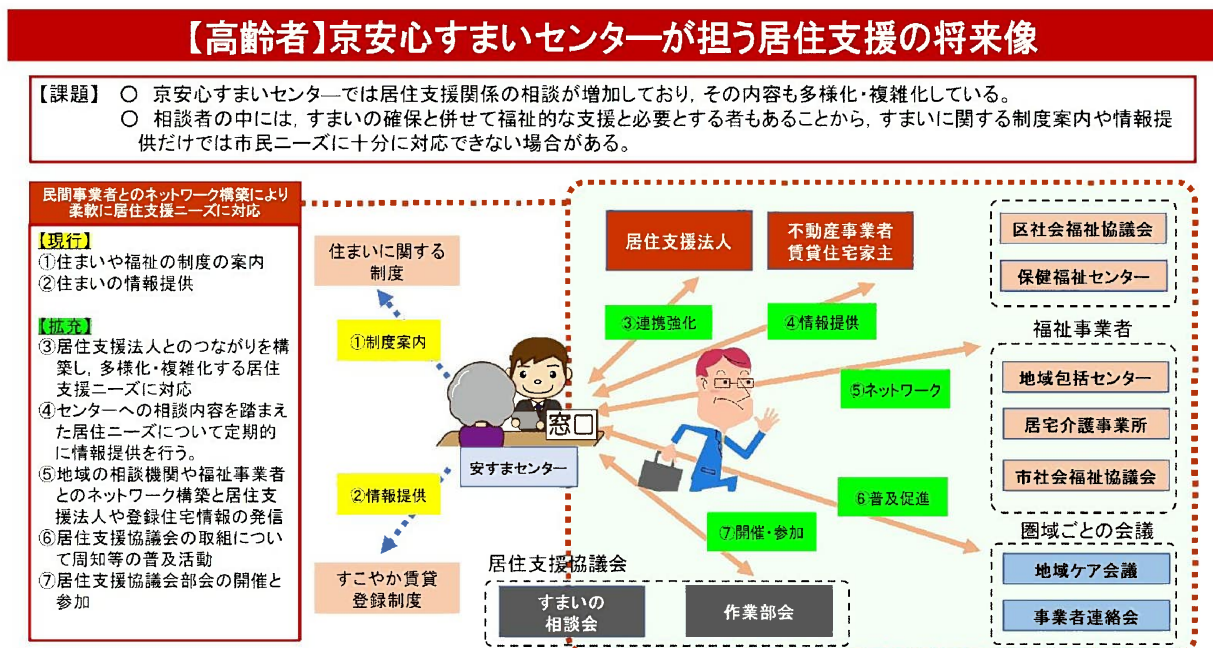 【高齢者】京安心すまいセンターが担う居住支援の将来像
【課題】 ○ 京安心すまいセンターでは居住支援関係の相談が増加しており，その内容も多様化・複雑化している。
○ 相談者の中には，すまいの確保と併せて福祉的な支援と必要とする者もあることから，すまいに関する制度案内や情報提
供だけでは市民ニーズに十分に対応できない場合がある。
民間事業者とのネットワーク構築により
柔軟に居住支援ニーズに対応
【現行】
①住まいや福祉の制度の案内
②住まいの情報提供
【拡充】
③居住支援法人とのつながりを構
築し，多様化・複雑化する居住
支援ニーズに対応
④センターへの相談内容を踏まえ
た居住ニーズについて定期的
に情報提供を行う。
⑤地域の相談機関や福祉事業者
とのネットワーク構築と居住支
援法人や登録住宅情報の発信
⑥居住支援協議会の取組につい
て周知等の普及活動
⑦居住支援協議会部会の開催と
参加
住まいに関する
制度
①制度案内
窓口
安すまセンター
②情報提供
すこやか賃貸
登録制度
居住支援法人
不動産事業者
賃貸住宅家主
③連携強化
④情報提供
⑤ネットワーク
⑥普及促進
⑦開催・参加
居住支援協議会
すまいの
相談会
作業部会
区社会福祉協議会
保健福祉センター
福祉事業者
地域包括センター
居宅介護事業所
市社会福祉協議会
圏域ごとの会議
地域ケア会議
事業者連絡会